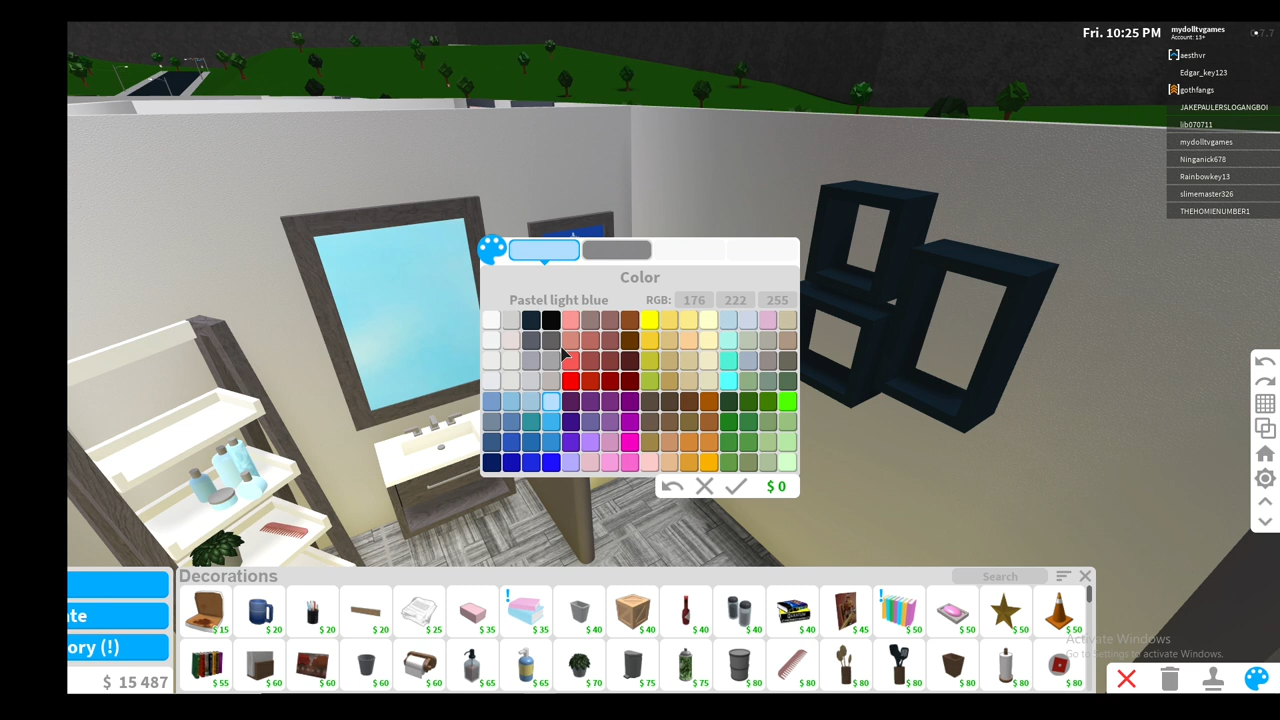 Fri. 10:25 PM
mydolltvgames
Account: 13+
aesthvr
Edgar_key123
gothfangs
JAKEPAULERSLOGANGBOI
lib070711
mydolltvgames
Ninganick678
Rainbowkey13
slimemaster326
THEHOMIENUMBER1
Color
Pastel light blue
RGB: 176 222 255
$ 0
ate
ory (!)
$ 15 487
Decorations
Search
$ 15 $ 20 $ 20 $ 20 $ 25 $ 35 ! $ 35 $ 40 $ 40 $ 40 $ 40 $ 40 $ 45 ! $ 50 $ 50 $ 50 $ 50
$ 55 $ 60 $ 60 $ 60 $ 60 $ 65 $ 65 $ 70 $ 75 $ 75 $ 80 $ 80 $ 80 $ 80 $ 80 $ 80 $ 80
Activate Windows
Go to Settings to activate Windows.